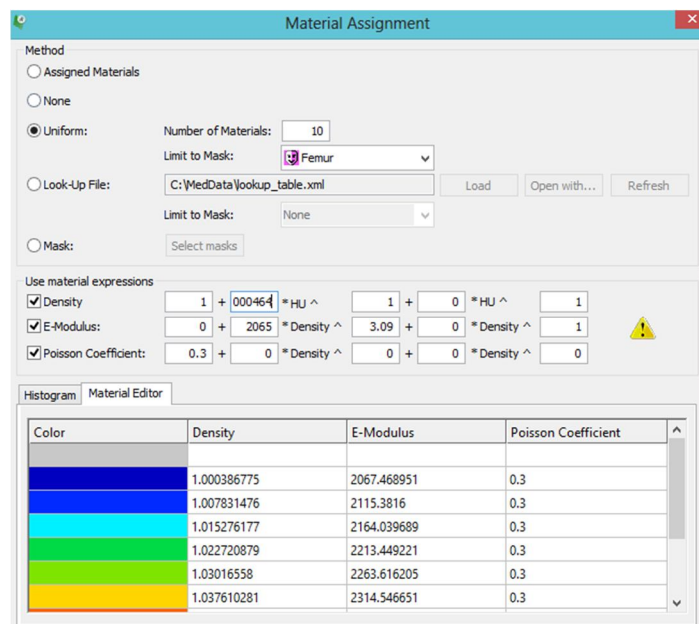 Material Assignment
Method
Assigned Materials
None
Uniform: Number of Materials: 10
Limit to Mask: Femur
Look-Up File: C:\MedData\lookup_table.xml Load Open with... Refresh
Limit to Mask: None
Mask: Select masks
Use material expressions
Density 1 + 000464 * HU ^ 1 + 0 * HU ^ 1
E-Modulus: 0 + 2065 * Density ^ 3.09 + 0 * Density ^ 1
Poisson Coefficient: 0.3 + 0 * Density ^ 0 + 0 * Density ^ 0
Histogram Material Editor
Color Density E-Modulus Poisson Coefficient
1.000386775 2067.468951 0.3
1.007831476 2115.3816 0.3
1.015276177 2164.039689 0.3
1.022720879 2213.449221 0.3
1.03016558 2263.616205 0.3
1.037610281 2314.546651 0.3